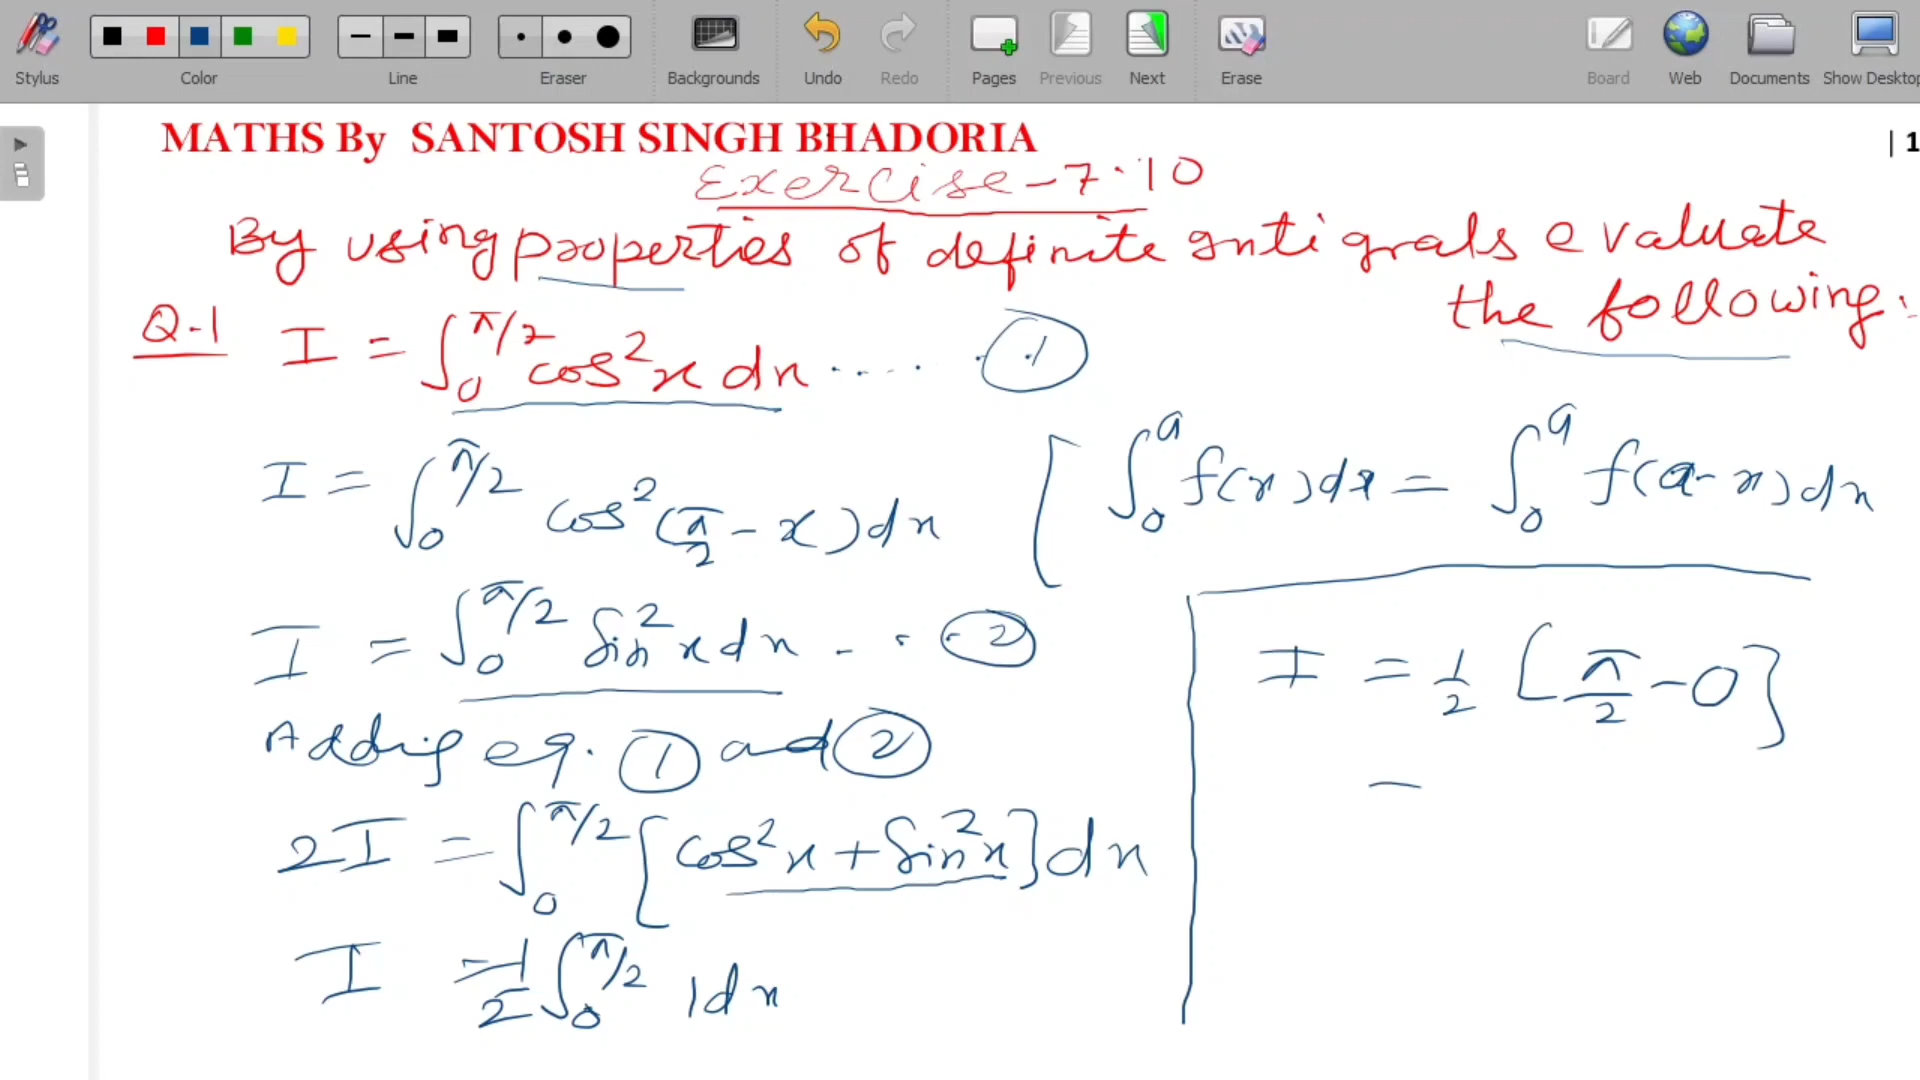 Stylus Color Line Eraser Backgrounds Undo Redo Pages Previous Next Erase Board Web Documents Show Desktop
MATHS By SANTOSH SINGH BHADORIA | 1
Exercise-7.10
By using properties of definite intigrals evaluate
the following:
Q.1 I = ∫₀^π/2 cos²x dx ..... (1)
I = ∫₀^π/2 cos²(π/2 - x)dx [ ∫₀^a f(x)dx = ∫₀^a f(a-x)dx
I = ∫₀^π/2 Sin²x dx - . . (2)
Adding eq. (1) and (2)
2I = ∫₀^π/2 [cos²x + Sin²x]dx
I = 1/2 ∫₀^π/2 1dx
I = 1/2 [π/2 - 0]
–